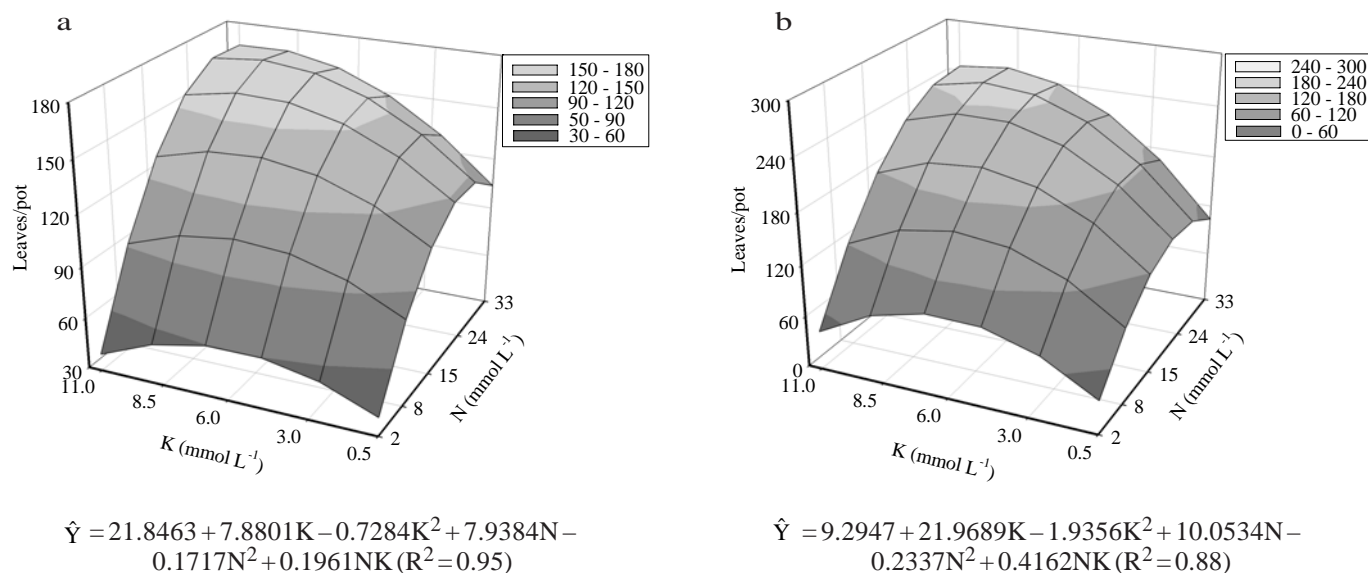 a
150 - 180
120 - 150
90 - 120
50 - 90
30 - 60
180
150
120
90
60
30
Leaves/pot
11.0
8.5
6.0
3.0
0.5
K (mmol L⁻¹)
2
8
15
24
33
N (mmol L⁻¹)
Ŷ = 21.8463 + 7.8801K – 0.7284K² + 7.9384N –
0.1717N² + 0.1961NK (R² = 0.95)
b
240 - 300
180 - 240
120 - 180
60 - 120
0 - 60
300
240
180
120
60
0
Leaves/pot
11.0
8.5
6.0
3.0
0.5
K (mmol L⁻¹)
2
8
15
24
33
N (mmol L⁻¹)
Ŷ = 9.2947 + 21.9689K – 1.9356K² + 10.0534N –
0.2337N² + 0.4162NK (R² = 0.88)